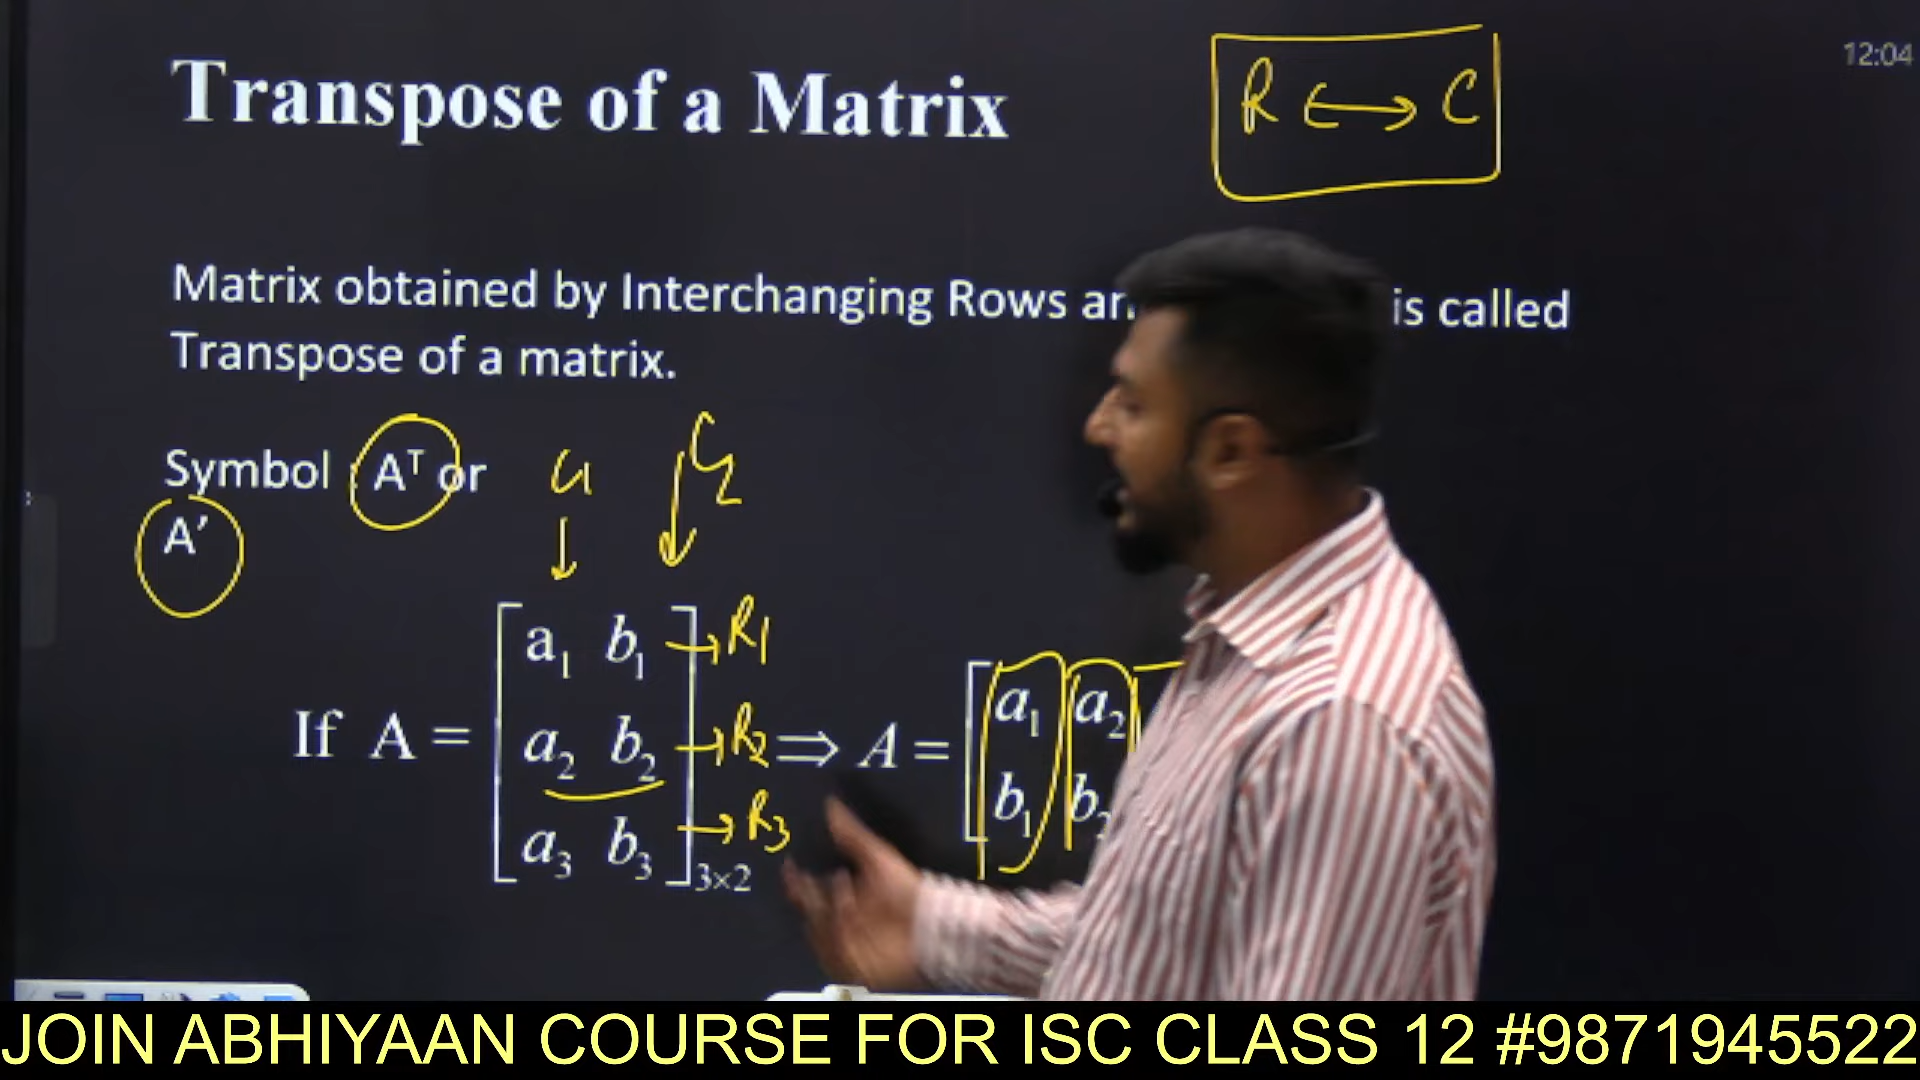 Transpose of a Matrix
R ↔ C
12:04
Matrix obtained by Interchanging Rows an is called
Transpose of a matrix.
Symbol : Aᵀ or
A′
C₁ C₂
a₁ b₁ → R1
If A = a₂ b₂ → R2 ⇒ A = a₁ a₂
b₁ b₂
a₃ b₃ → R3
3×2
JOIN ABHIYAAN COURSE FOR ISC CLASS 12 #9871945522